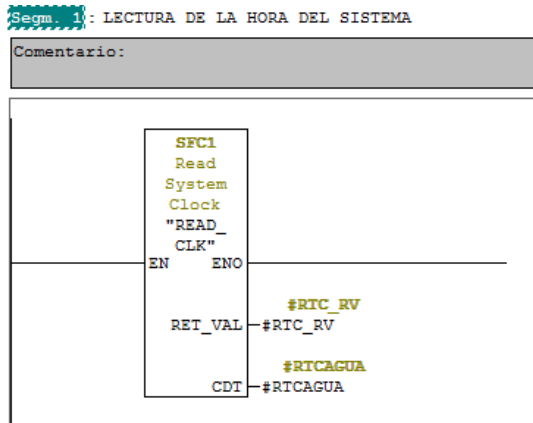 Segm. 1: LECTURA DE LA HORA DEL SISTEMA
Comentario:
SFC1
Read
System
Clock
"READ_
CLK"
EN ENO
#RTC_RV
RET_VAL #RTC_RV
#RTCAGUA
CDT #RTCAGUA